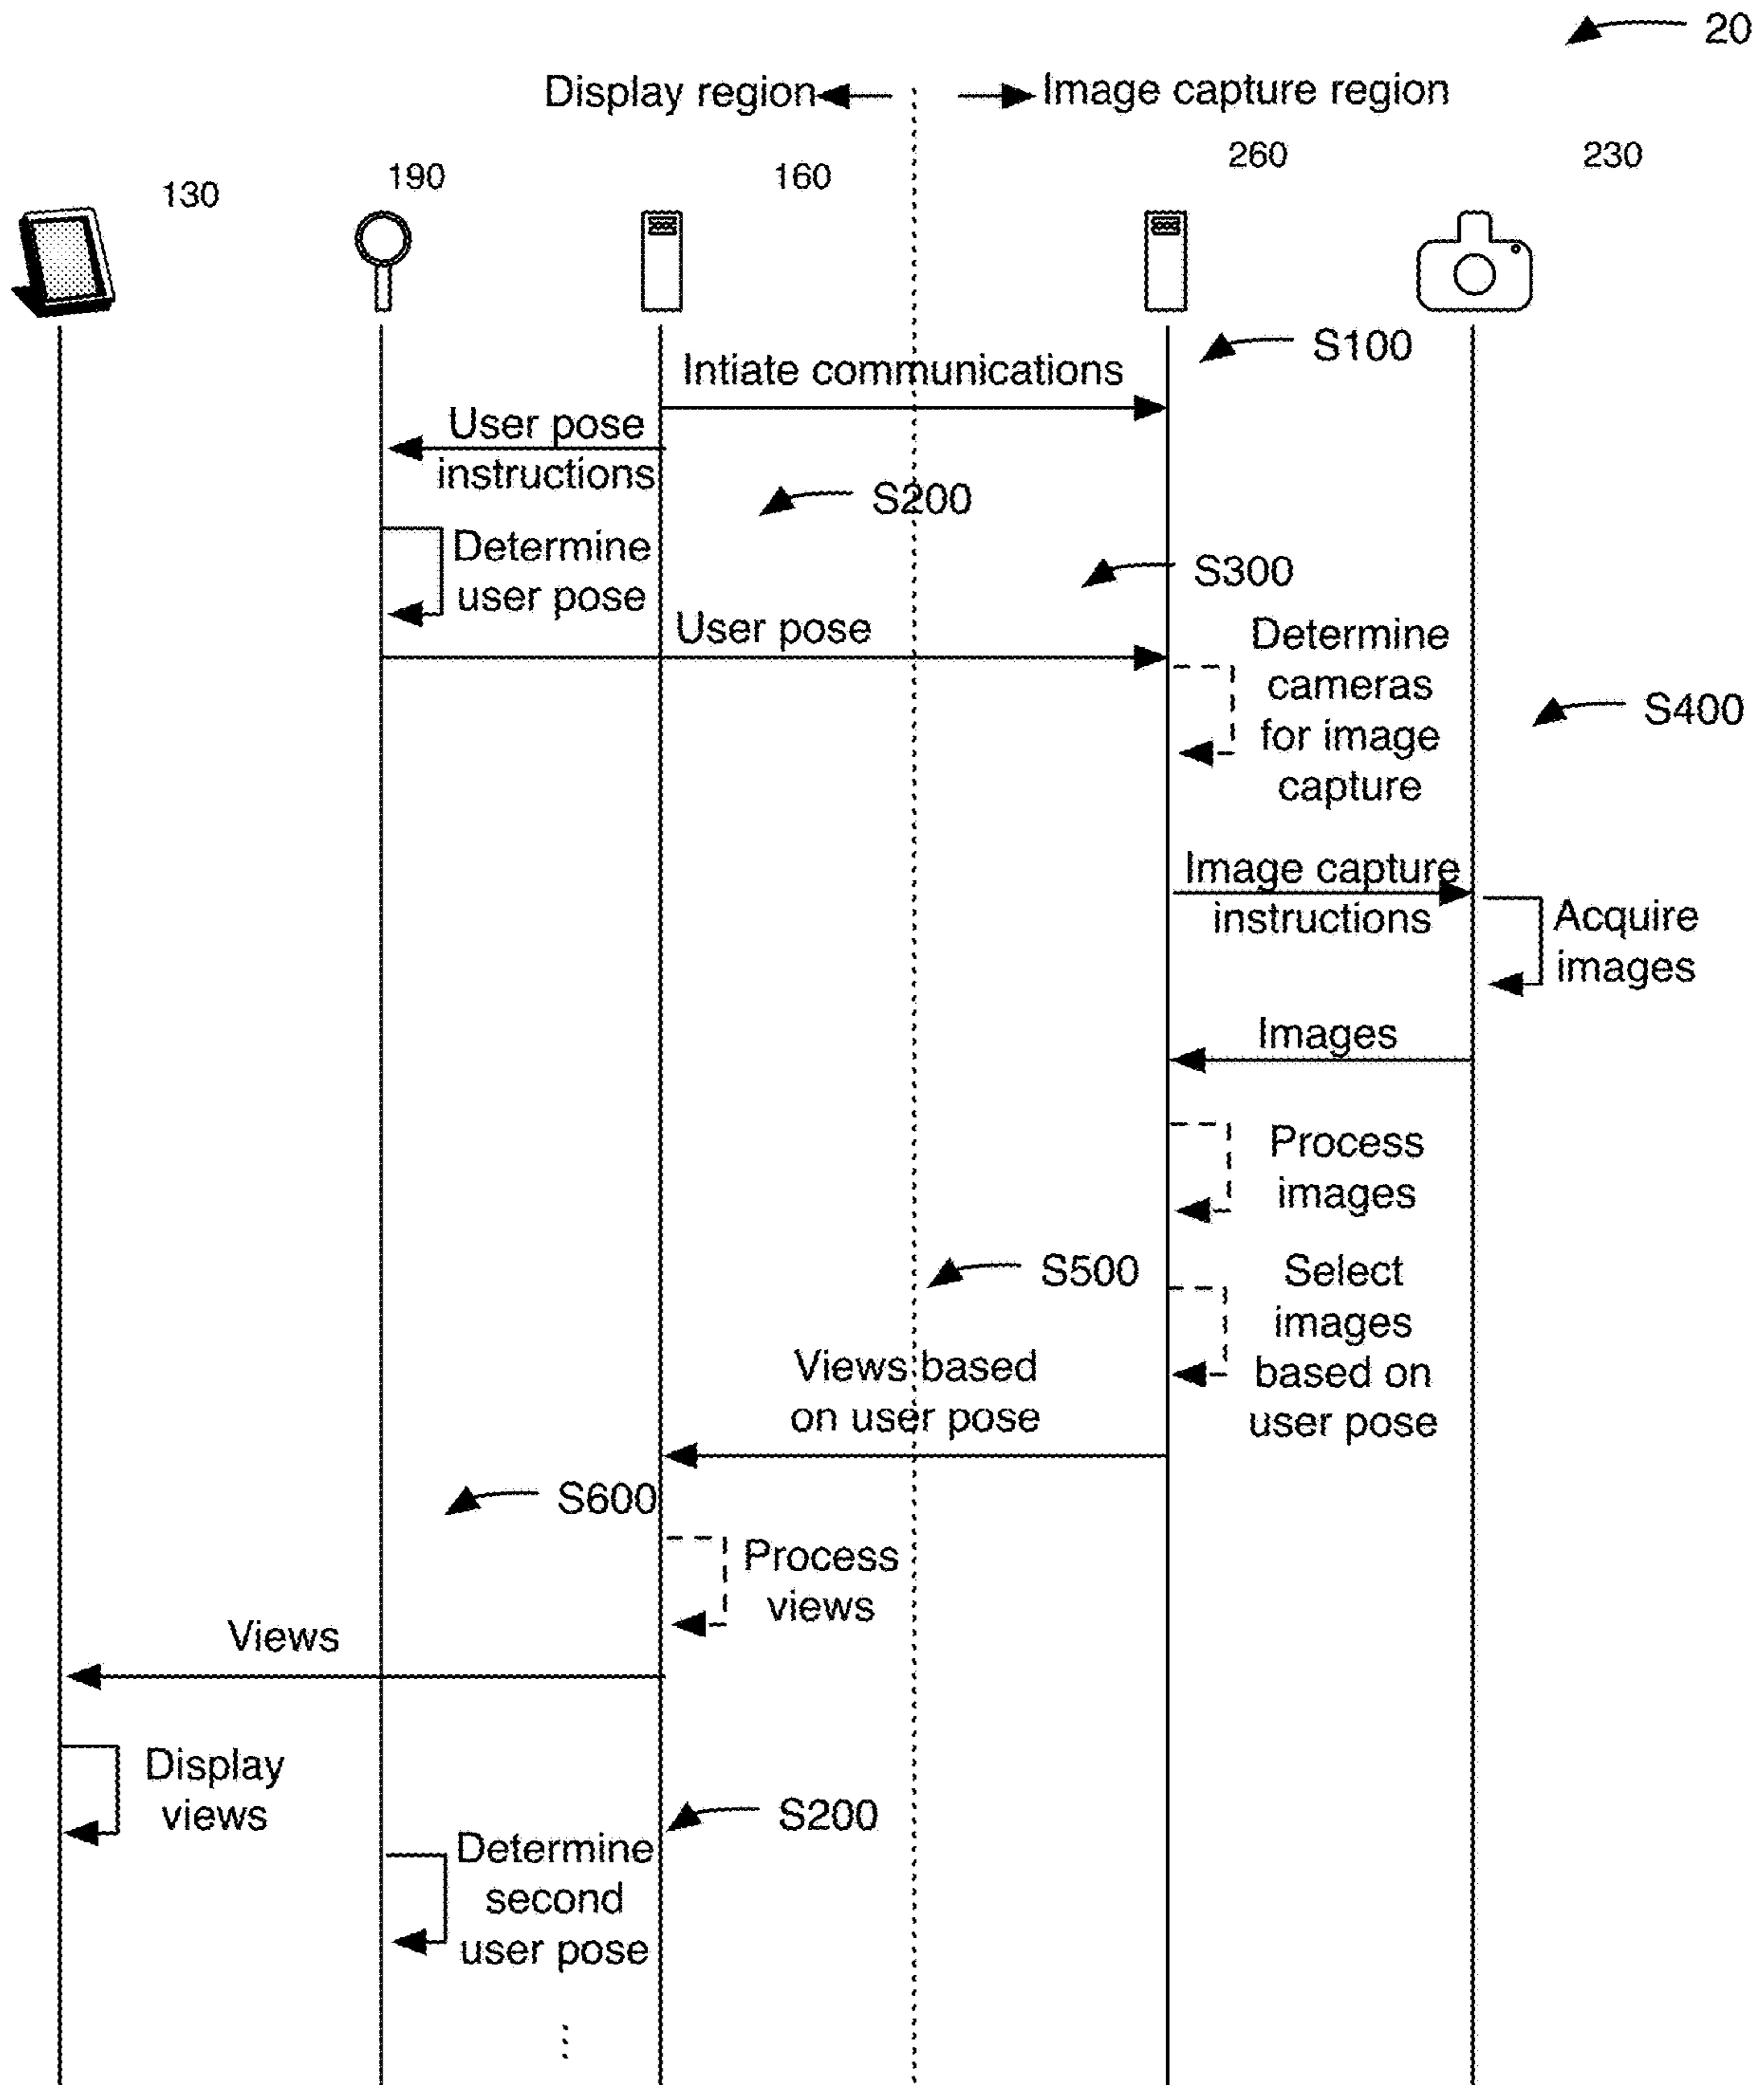 20
Display region
Image capture region
130
190
160
260
230
S100
Intiate communications
User pose
instructions
S200
Determine
user pose
S300
User pose
Determine
cameras
for image
capture
S400
Image capture
instructions
Acquire
images
Images
Process
images
S500
Select
images
based on
user pose
Views based
on user pose
S600
Process
views
Views
Display
views
S200
Determine
second
user pose
⋮